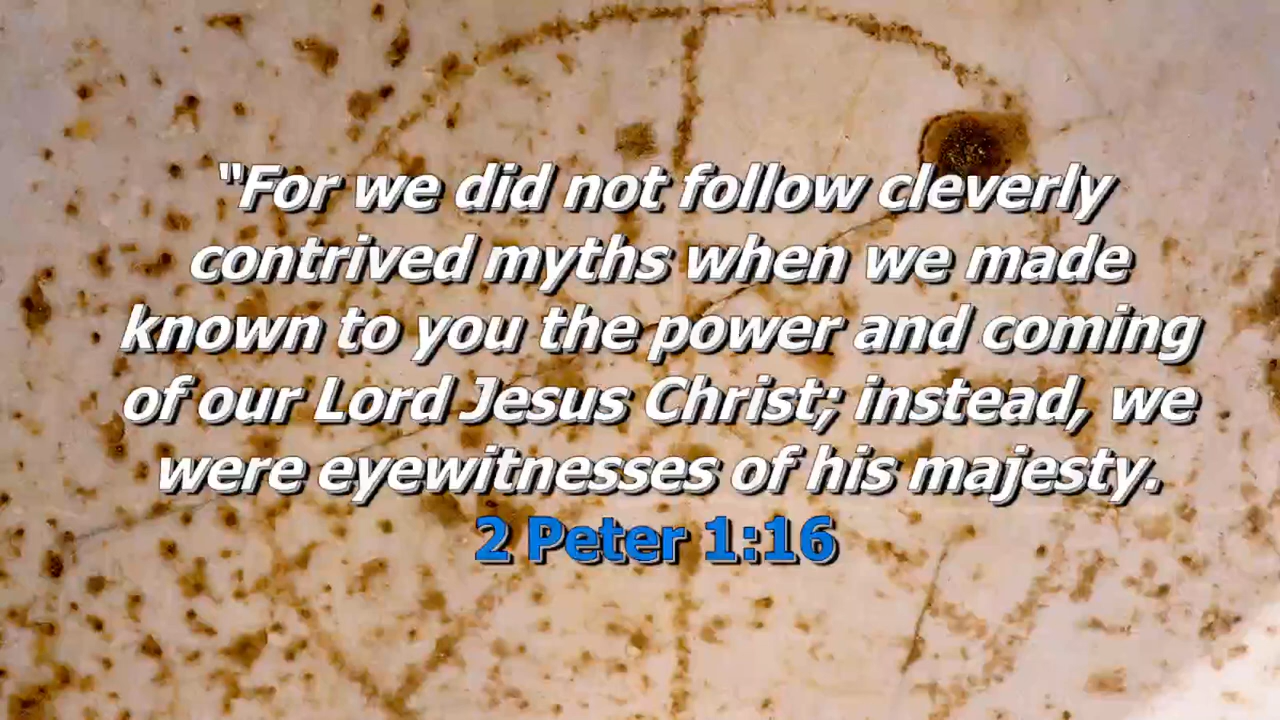 “For we did not follow cleverly
contrived myths when we made
known to you the power and coming
of our Lord Jesus Christ; instead, we
were eyewitnesses of his majesty.
2 Peter 1:16